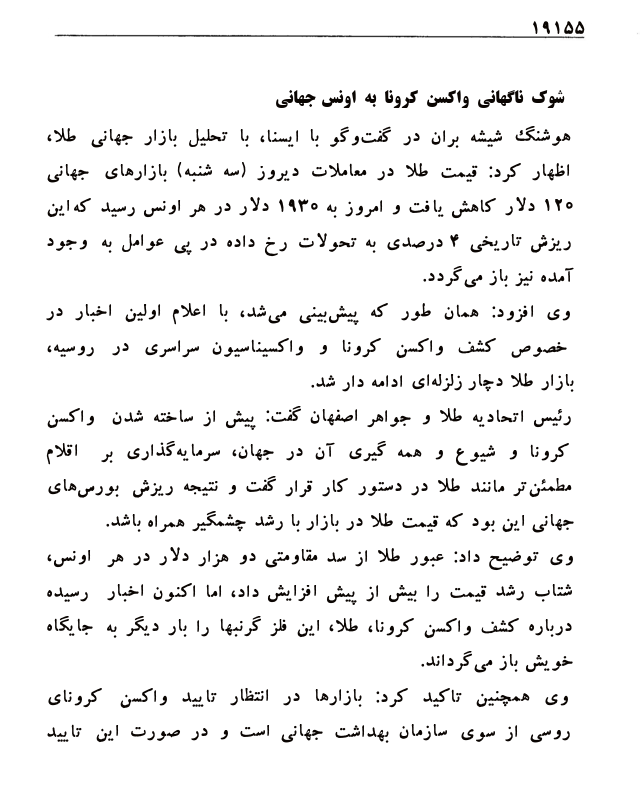 ۱۹۱۵۵
شوک ناگهانی واکسن کرونا به اونس جهانی
هوشنگ شیشه بران در گفت‌وگو با ایسنا، با تحلیل بازار جهانی طلا،
اظهار کرد: قیمت طلا در معاملات دیروز (سه شنبه) بازارهای جهانی
۱۲۰ دلار کاهش یافت و امروز به ۱۹۳۰ دلار در هر اونس رسید که این
ریزش تاریخی ۴ درصدی به تحولات رخ داده در پی عوامل به وجود
آمده نیز باز می‌گردد.
وی افزود: همان طور که پیش‌بینی می‌شد، با اعلام اولین اخبار در
خصوص کشف واکسن کرونا و واکسیناسیون سراسری در روسیه،
بازار طلا دچار زلزله‌ای ادامه دار شد.
رئیس اتحادیه طلا و جواهر اصفهان گفت: پیش از ساخته شدن واکسن
کرونا و شیوع و همه گیری آن در جهان، سرمایه‌گذاری بر اقلام
مطمئن‌تر مانند طلا در دستور کار قرار گفت و نتیجه ریزش بورس‌های
جهانی این بود که قیمت طلا در بازار با رشد چشمگیر همراه باشد.
وی توضیح داد: عبور طلا از سد مقاومتی دو هزار دلار در هر اونس،
شتاب رشد قیمت را بیش از پیش افزایش داد، اما اکنون اخبار رسیده
درباره کشف واکسن کرونا، طلا، این فلز گرنبها را بار دیگر به جایگاه
خویش باز می‌گرداند.
وی همچنین تاکید کرد: بازارها در انتظار تایید واکسن کرونای
روسی از سوی سازمان بهداشت جهانی است و در صورت این تایید